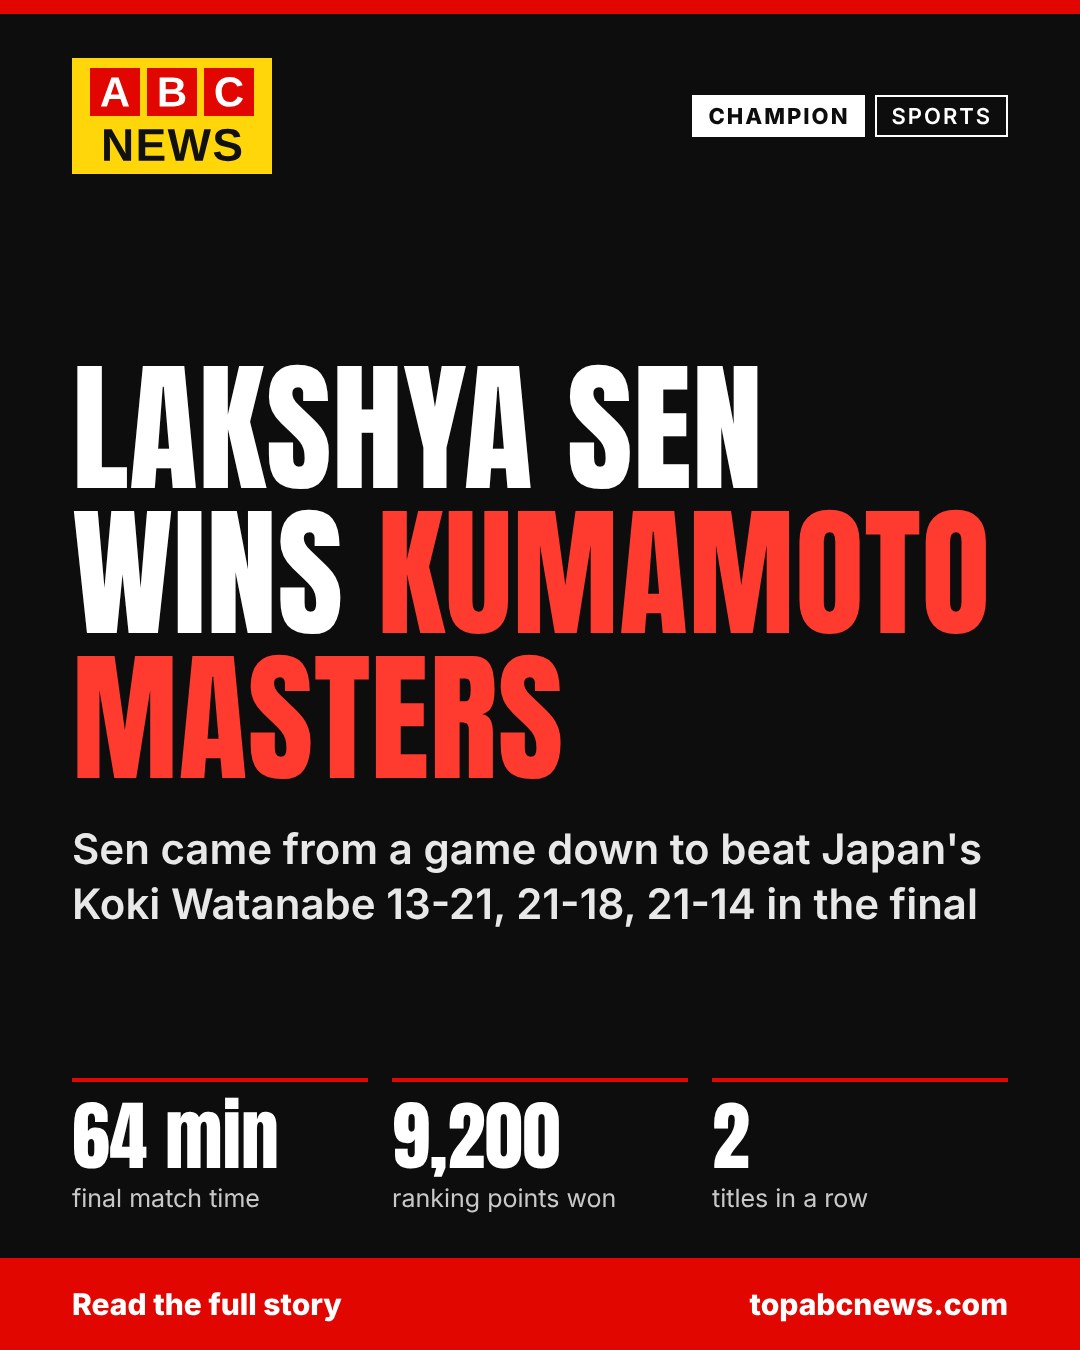 ABC
NEWS
CHAMPION SPORTS
LAKSHYA SEN
WINS KUMAMOTO
MASTERS
Sen came from a game down to beat Japan's
Koki Watanabe 13-21, 21-18, 21-14 in the final
64 min 9,200 2
final match time ranking points won titles in a row
Read the full story topabcnews.com